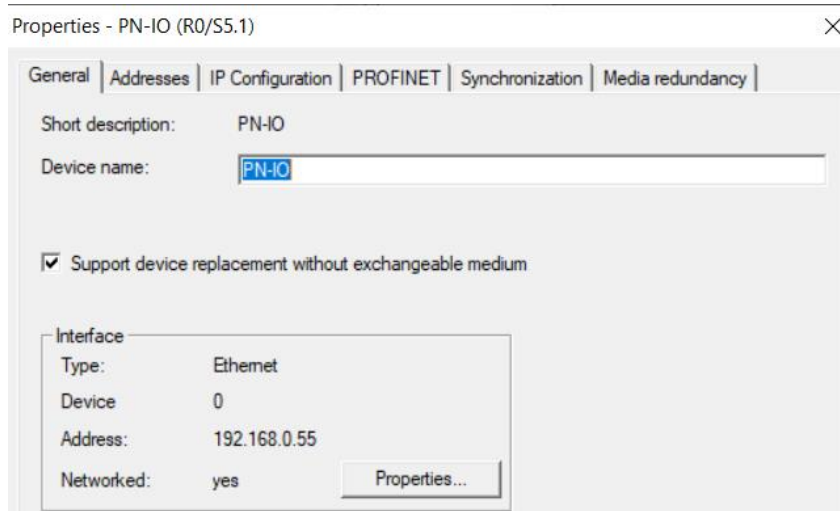 Properties - PN-IO (R0/S5.1)
General Addresses IP Configuration PROFINET Synchronization Media redundancy
Short description: PN-IO
Device name: PN-IO
Support device replacement without exchangeable medium
Interface
Type: Ethernet
Device 0
Address: 192.168.0.55
Networked: yes Properties...